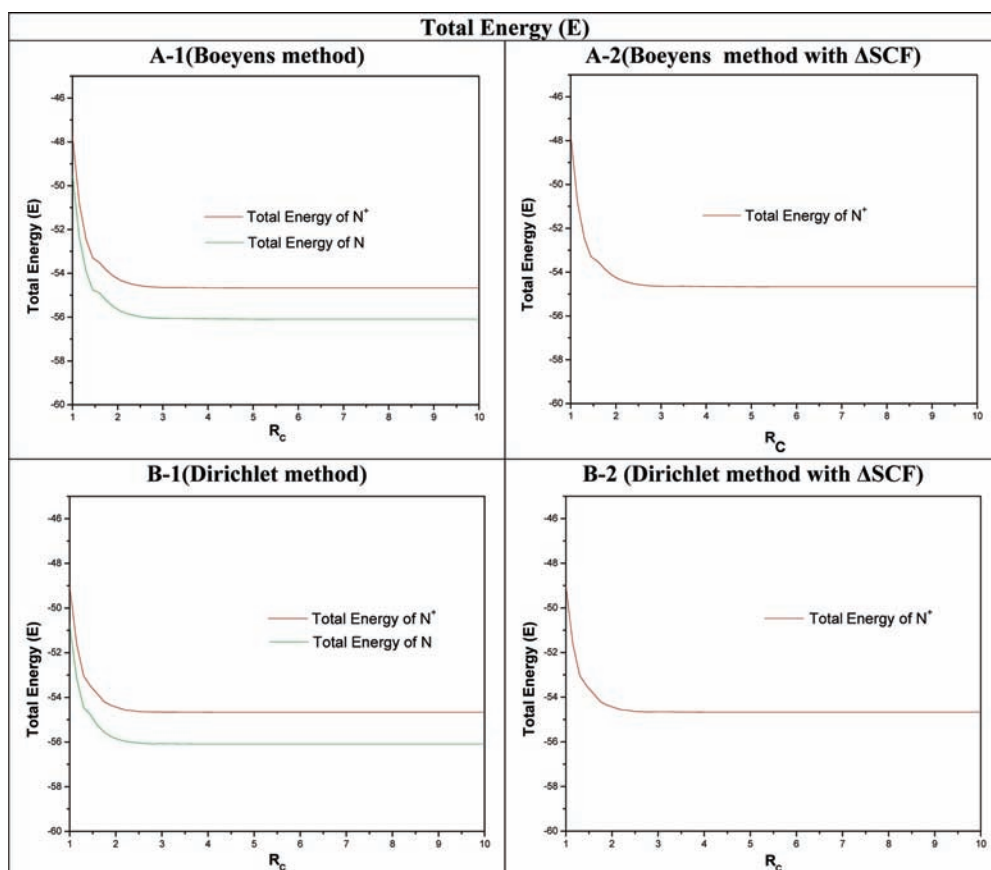 Total Energy (E)
A-1(Boeyens method)
-46
-48
-50
-52
-54
-56
-58
-60
Total Energy (E)
Total Energy of N⁺
Total Energy of N
1 2 3 4 5 6 7 8 9 10
R_c
A-2(Boeyens method with ΔSCF)
-46
-48
-50
-52
-54
-56
-58
-60
Total Energy (E)
Total Energy of N⁺
1 2 3 4 5 6 7 8 9 10
R_C
B-1(Dirichlet method)
-46
-48
-50
-52
-54
-56
-58
-60
Total Energy (E)
Total Energy of N⁺
Total Energy of N
1 2 3 4 5 6 7 8 9 10
R_c
B-2 (Dirichlet method with ΔSCF)
-46
-48
-50
-52
-54
-56
-58
-60
Total Energy (E)
Total Energy of N⁺
1 2 3 4 5 6 7 8 9 10
R_c